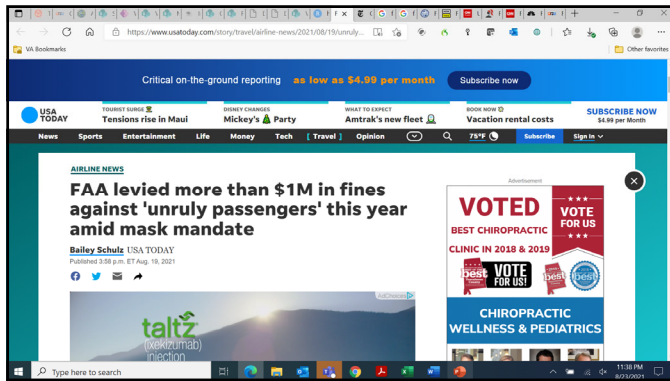 https://www.usatoday.com/story/travel/airline-news/2021/08/19/unruly...
VA Bookmarks
Other favorites
Critical on-the-ground reporting as low as $4.99 per month Subscribe now
USA TODAY
TOURIST SURGE
Tensions rise in Maui
DISNEY CHANGES
Mickey's Party
WHAT TO EXPECT
Amtrak's new fleet
BOOK NOW
Vacation rental costs
SUBSCRIBE NOW
$4.99 per Month
News Sports Entertainment Life Money Tech [ Travel ] Opinion 75°F Subscribe Sign In
AIRLINE NEWS
FAA levied more than $1M in fines
against 'unruly passengers' this year
amid mask mandate
Bailey Schulz USA TODAY
Published 3:58 p.m. ET Aug. 19, 2021
AdChoices
taltz
(ixekizumab)
injection
Advertisement
VOTED
BEST CHIROPRACTIC
CLINIC IN 2018 & 2019
VOTE
FOR US
best
VOTE
FOR US!
best
best
CHIROPRACTIC
WELLNESS & PEDIATRICS
Type here to search
11:38 PM
8/23/2021